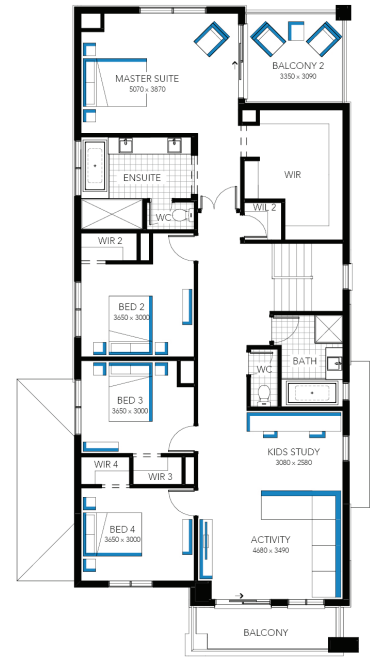 MASTER SUITE
5070 x 3870
BALCONY 2
3350 x 3090
ENSUITE
WIR
WC
WIL 2
WIR 2
BED 2
3650 x 3000
BATH
WC
BED 3
3650 x 3000
KIDS STUDY
3080 x 2580
WIR 4
WIR 3
BED 4
3650 x 3000
ACTIVITY
4680 x 3490
BALCONY